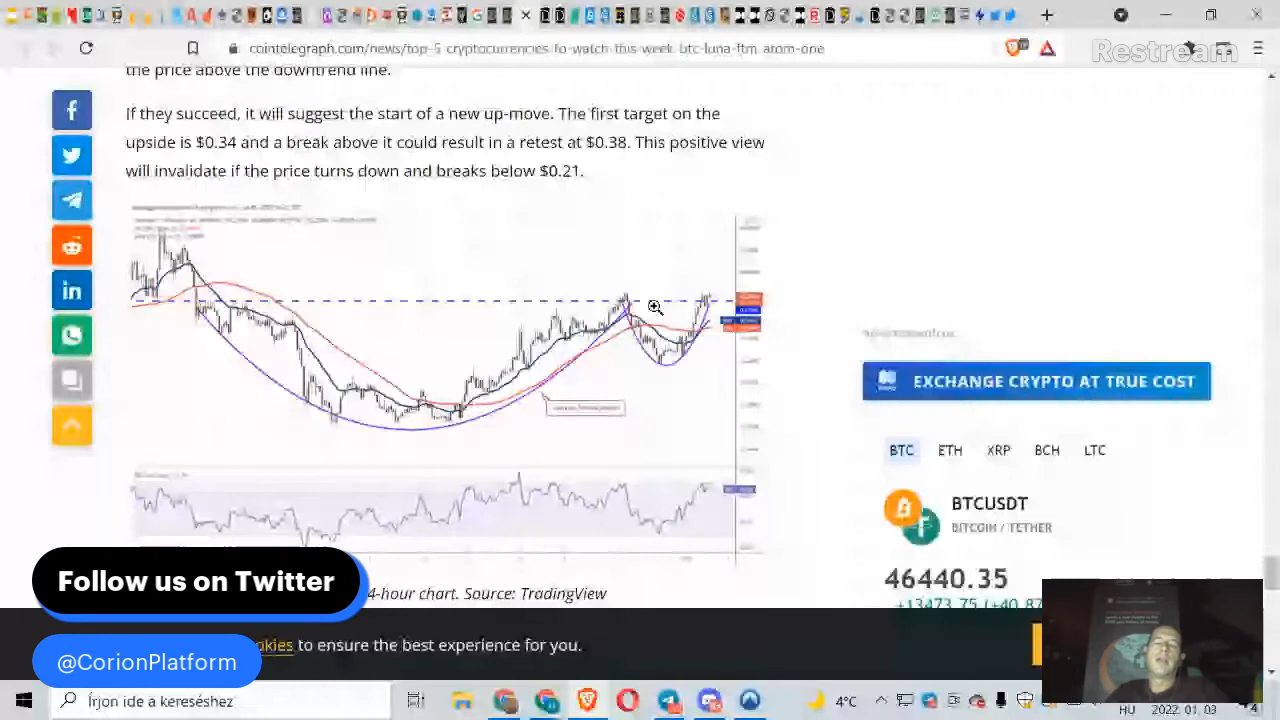 cointelegraph.com/news/top-5-cryptocurrencies-to-watch-this-week-btc-luna-ftm-atom-one
Restream
the price above the downtrend line.
If they succeed, it will suggest the start of a new up-move. The first target on the
upside is $0.34 and a break above it could result in a retest at $0.38. This positive view
will invalidate if the price turns down and breaks below $0.21.
EXCHANGE CRYPTO AT TRUE COST
BTC ETH XRP BCH LTC
BTCUSDT
BITCOIN / TETHER
46440.35
+13473.75 (+40.87
4-hour chart. Source: TradingView
Follow us on Twitter
okies to ensure the best experience for you.
@CorionPlatform
Írjon ide a kereséshez
4°C
HU
2022. 01. 03.